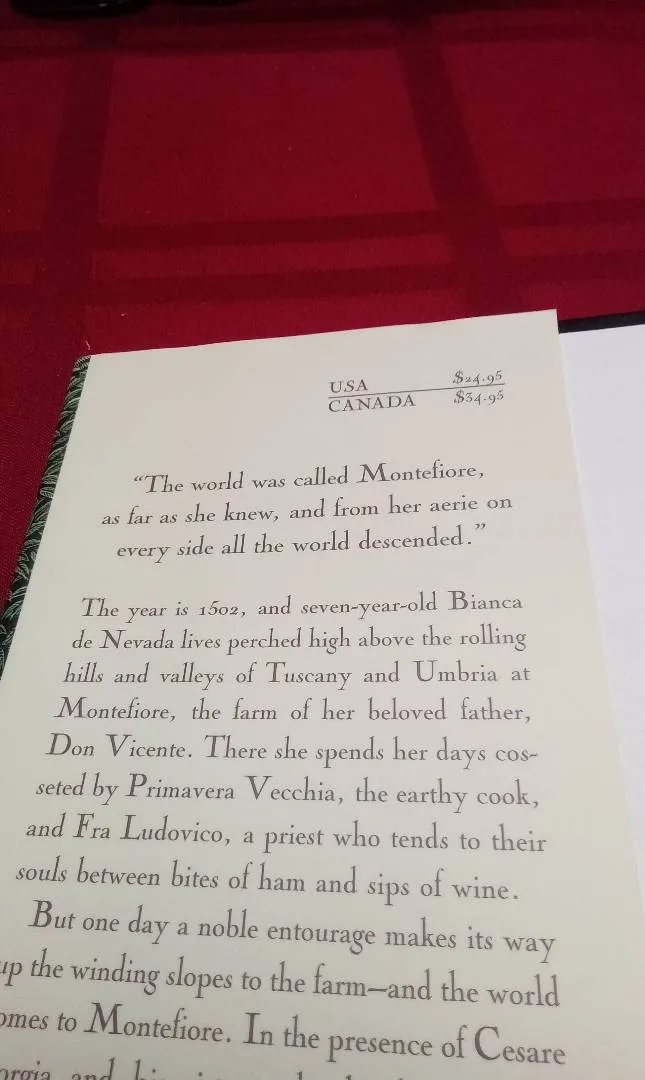 USA $24.95
CANADA $34.95
“The world was called Montefiore,
as far as she knew, and from her aerie on
every side all the world descended.”
The year is 1502, and seven-year-old Bianca
de Nevada lives perched high above the rolling
hills and valleys of Tuscany and Umbria at
Montefiore, the farm of her beloved father,
Don Vicente. There she spends her days cos-
seted by Primavera Vecchia, the earthy cook,
and Fra Ludovico, a priest who tends to their
souls between bites of ham and sips of wine.
But one day a noble entourage makes its way
up the winding slopes to the farm—and the world
omes to Montefiore. In the presence of Cesare
and